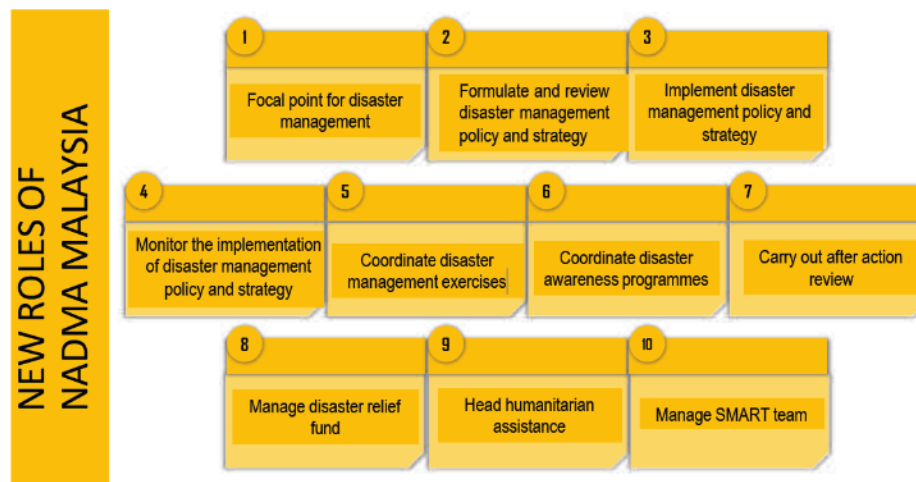 NEW ROLES OF
NADMA MALAYSIA
1
Focal point for disaster
management
2
Formulate and review
disaster management
policy and strategy
3
Implement disaster
management policy and
strategy
4
Monitor the implementation
of disaster management
policy and strategy
5
Coordinate disaster
management exercises
6
Coordinate disaster
awareness programmes
7
Carry out after action
review
8
Manage disaster relief
fund
9
Head humanitarian
assistance
10
Manage SMART team